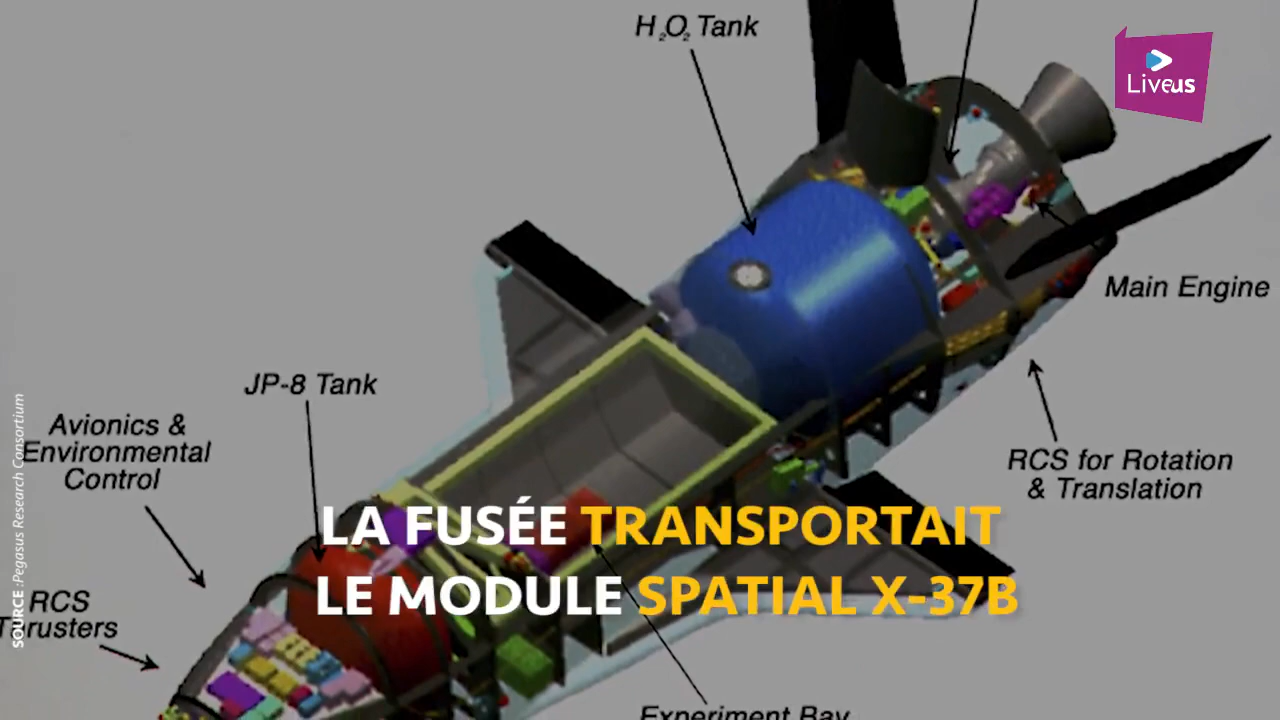 H₂O₂ Tank
Liveus
Main Engine
JP-8 Tank
Avionics &
Environmental
Control
RCS for Rotation
& Translation
LA FUSÉE TRANSPORTAIT
LE MODULE SPATIAL X-37B
RCS
Thrusters
Experiment Bay
SOURCE :Pegasus Research Consortium